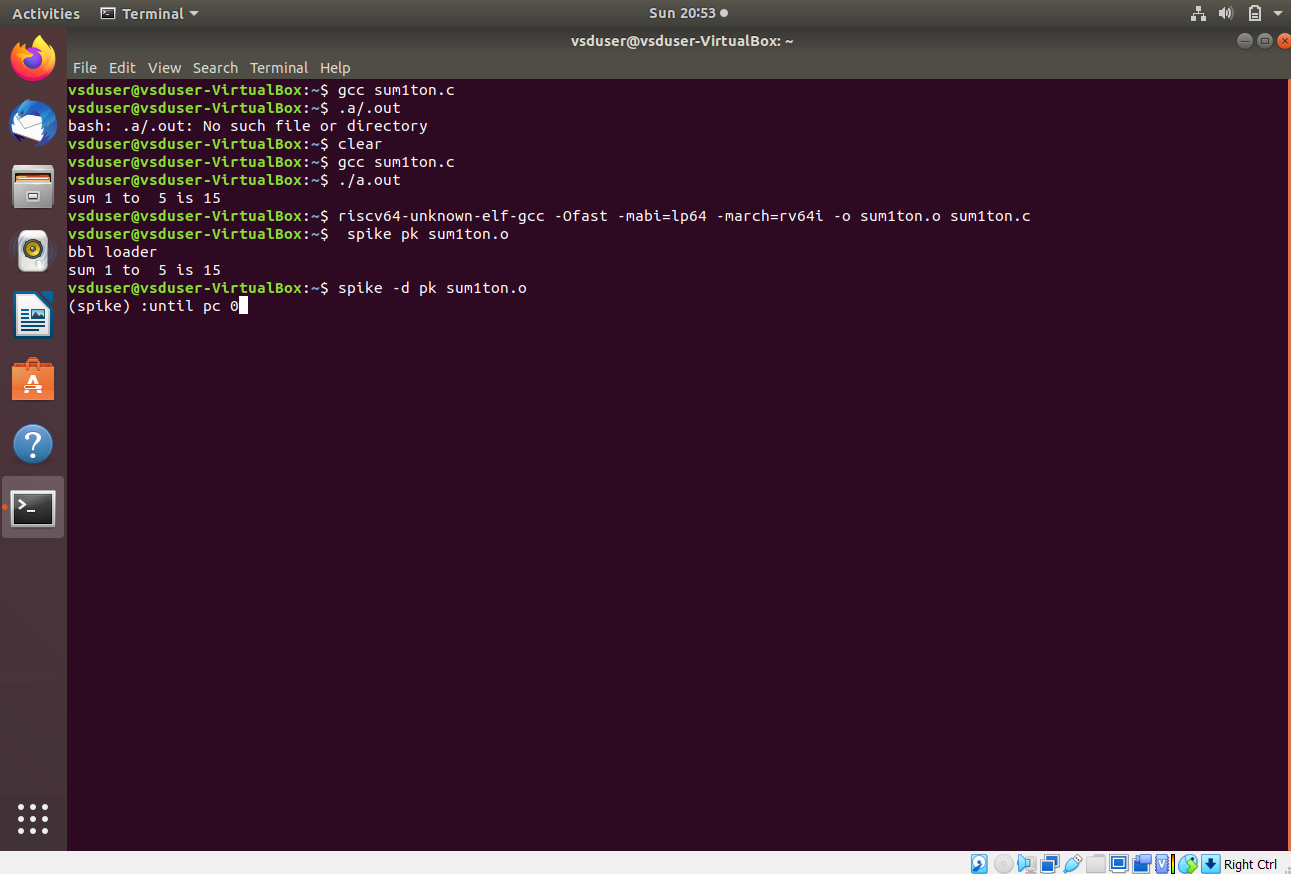 Activities Terminal Sun 20:53
vsduser@vsduser-VirtualBox: ~
File Edit View Search Terminal Help
vsduser@vsduser-VirtualBox:~$ gcc sum1ton.c
vsduser@vsduser-VirtualBox:~$ .a/.out
bash: .a/.out: No such file or directory
vsduser@vsduser-VirtualBox:~$ clear
vsduser@vsduser-VirtualBox:~$ gcc sum1ton.c
vsduser@vsduser-VirtualBox:~$ ./a.out
sum 1 to  5 is 15
vsduser@vsduser-VirtualBox:~$ riscv64-unknown-elf-gcc -Ofast -mabi=lp64 -march=rv64i -o sum1ton.o sum1ton.c
vsduser@vsduser-VirtualBox:~$  spike pk sum1ton.o
bbl loader
sum 1 to  5 is 15
vsduser@vsduser-VirtualBox:~$ spike -d pk sum1ton.o
(spike) :until pc 0
Right Ctrl